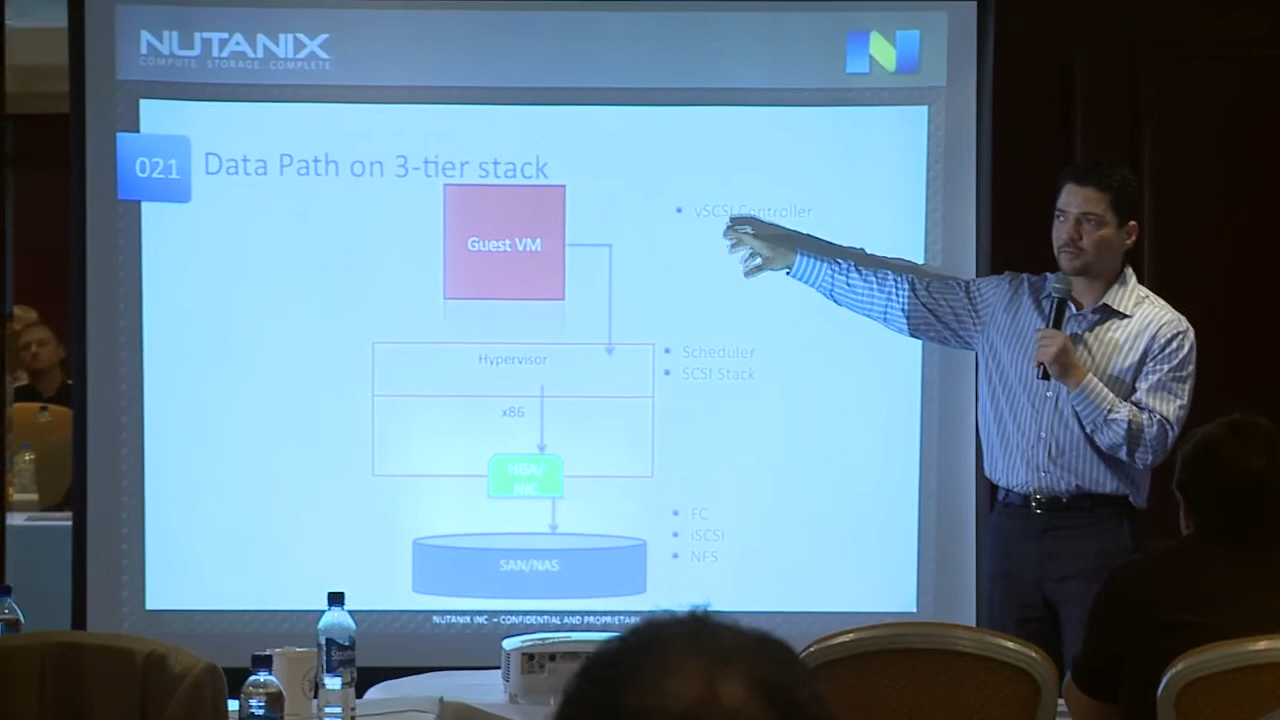 NUTANIX
COMPUTE. STORAGE. COMPLETE.
021
Data Path on 3-tier stack
Guest VM
vSCSI Controller
Hypervisor
Scheduler
SCSI Stack
x86
HBA/
NIC
FC
iSCSI
NFS
SAN/NAS
NUTANIX INC. – CONFIDENTIAL AND PROPRIETARY